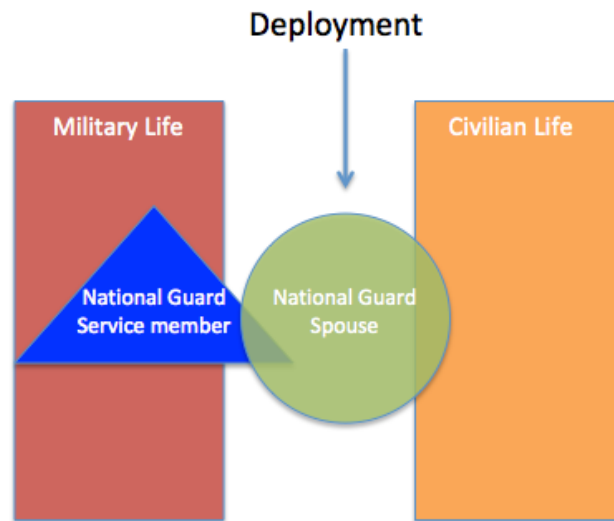 Deployment
Military Life
Civilian Life
National Guard
Service member
National Guard
Spouse